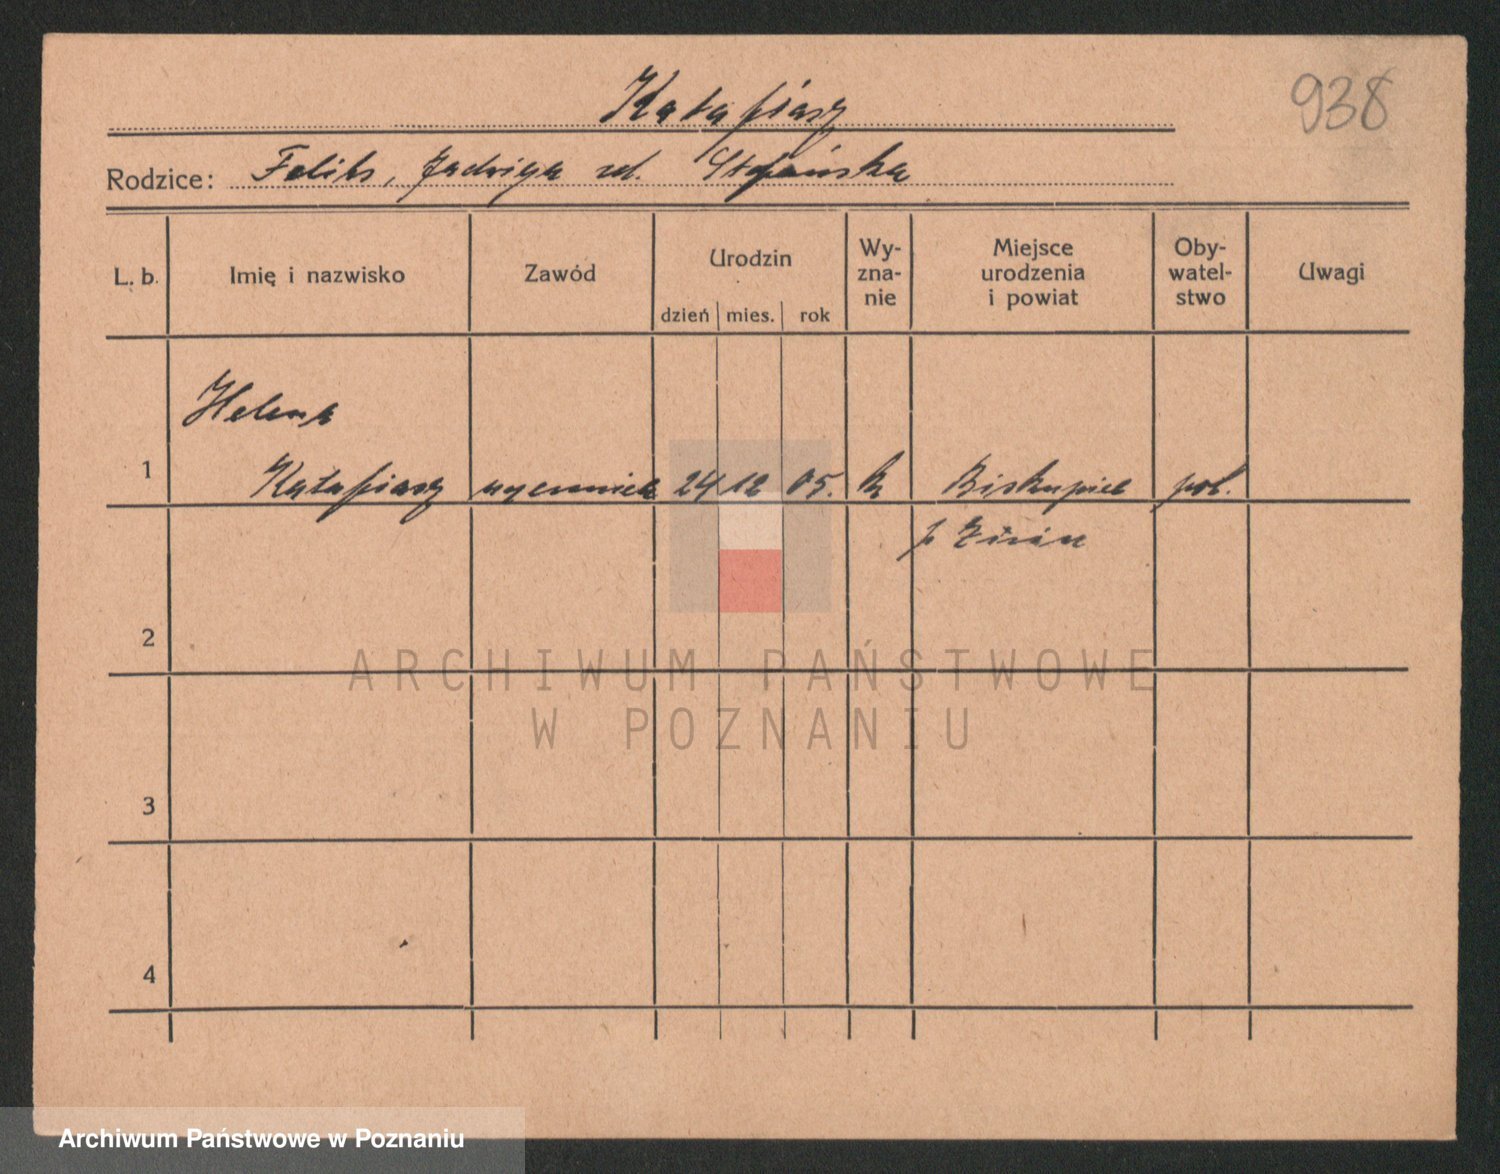 938
Katafiasz
Rodzice: Feliks, Jadwiga zd. Stefańska
L. b. Imię i nazwisko Zawód Urodzin Wy-zna-nie Miejsce urodzenia i powiat Oby-watel-stwo Uwagi
dzień mies. rok
Helena
1 Katafiasz 24 12 05. k Biskupice pol.
p Żnin
2
ARCHIWUM PAŃSTWOWE
W POZNANIU
3
4
Archiwum Państwowe w Poznaniu